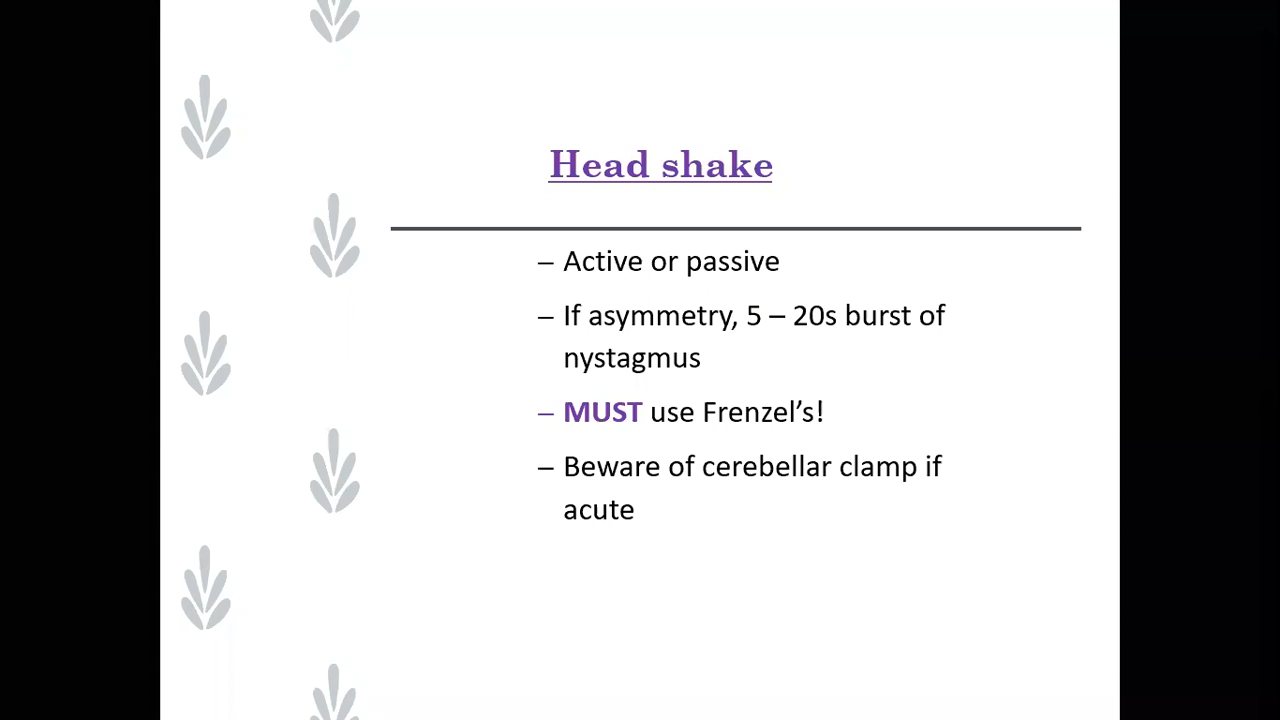 Head shake
– Active or passive
– If asymmetry, 5 – 20s burst of
nystagmus
– MUST use Frenzel’s!
– Beware of cerebellar clamp if
acute